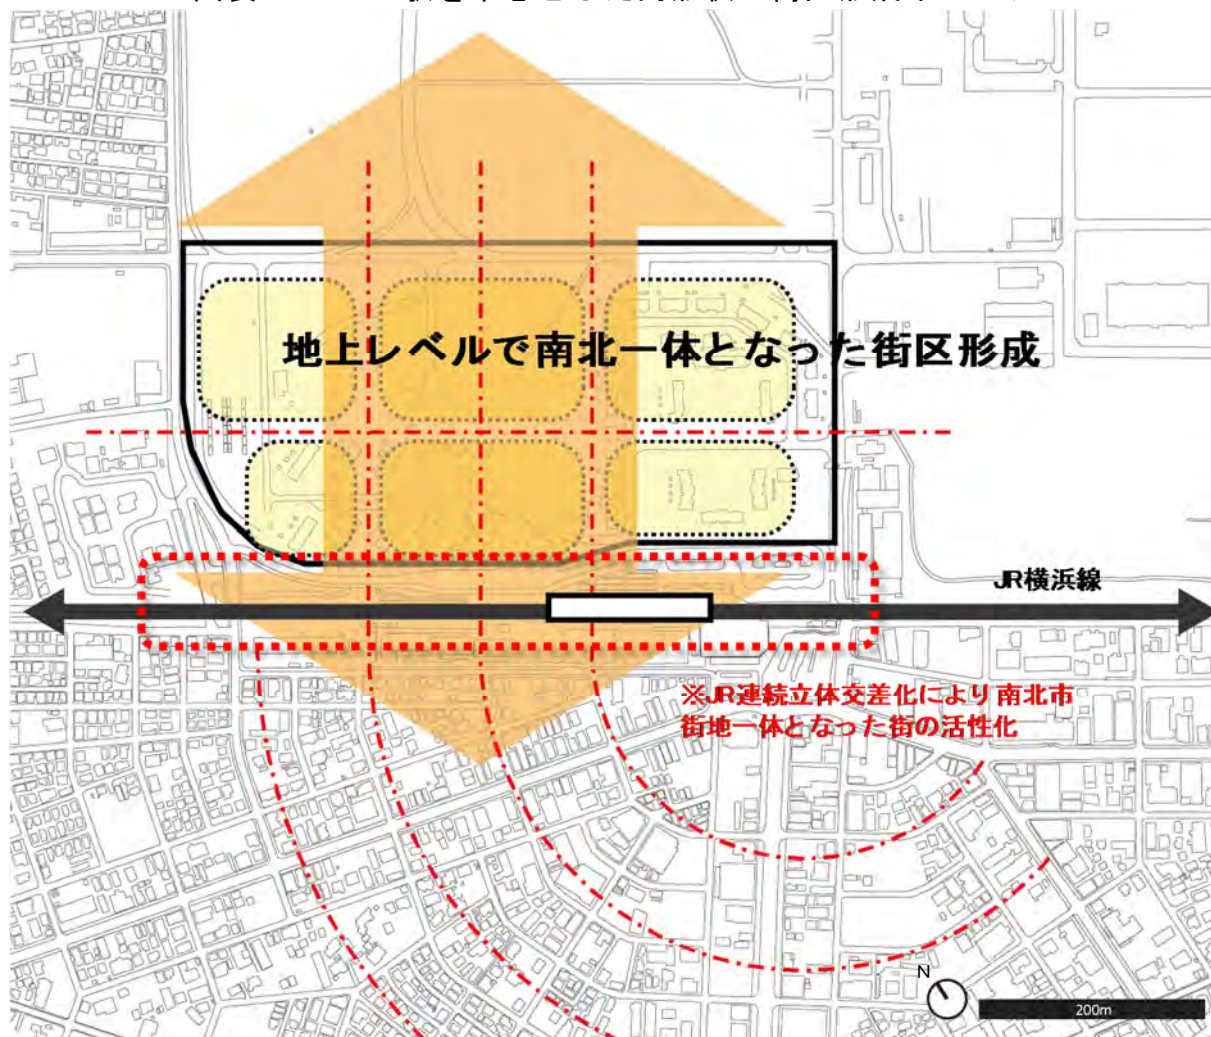 地上レベルで南北一体となった街区形成
JR横浜線
※JR連続立体交差化により南北市
街地一体となった街の活性化
N
200m